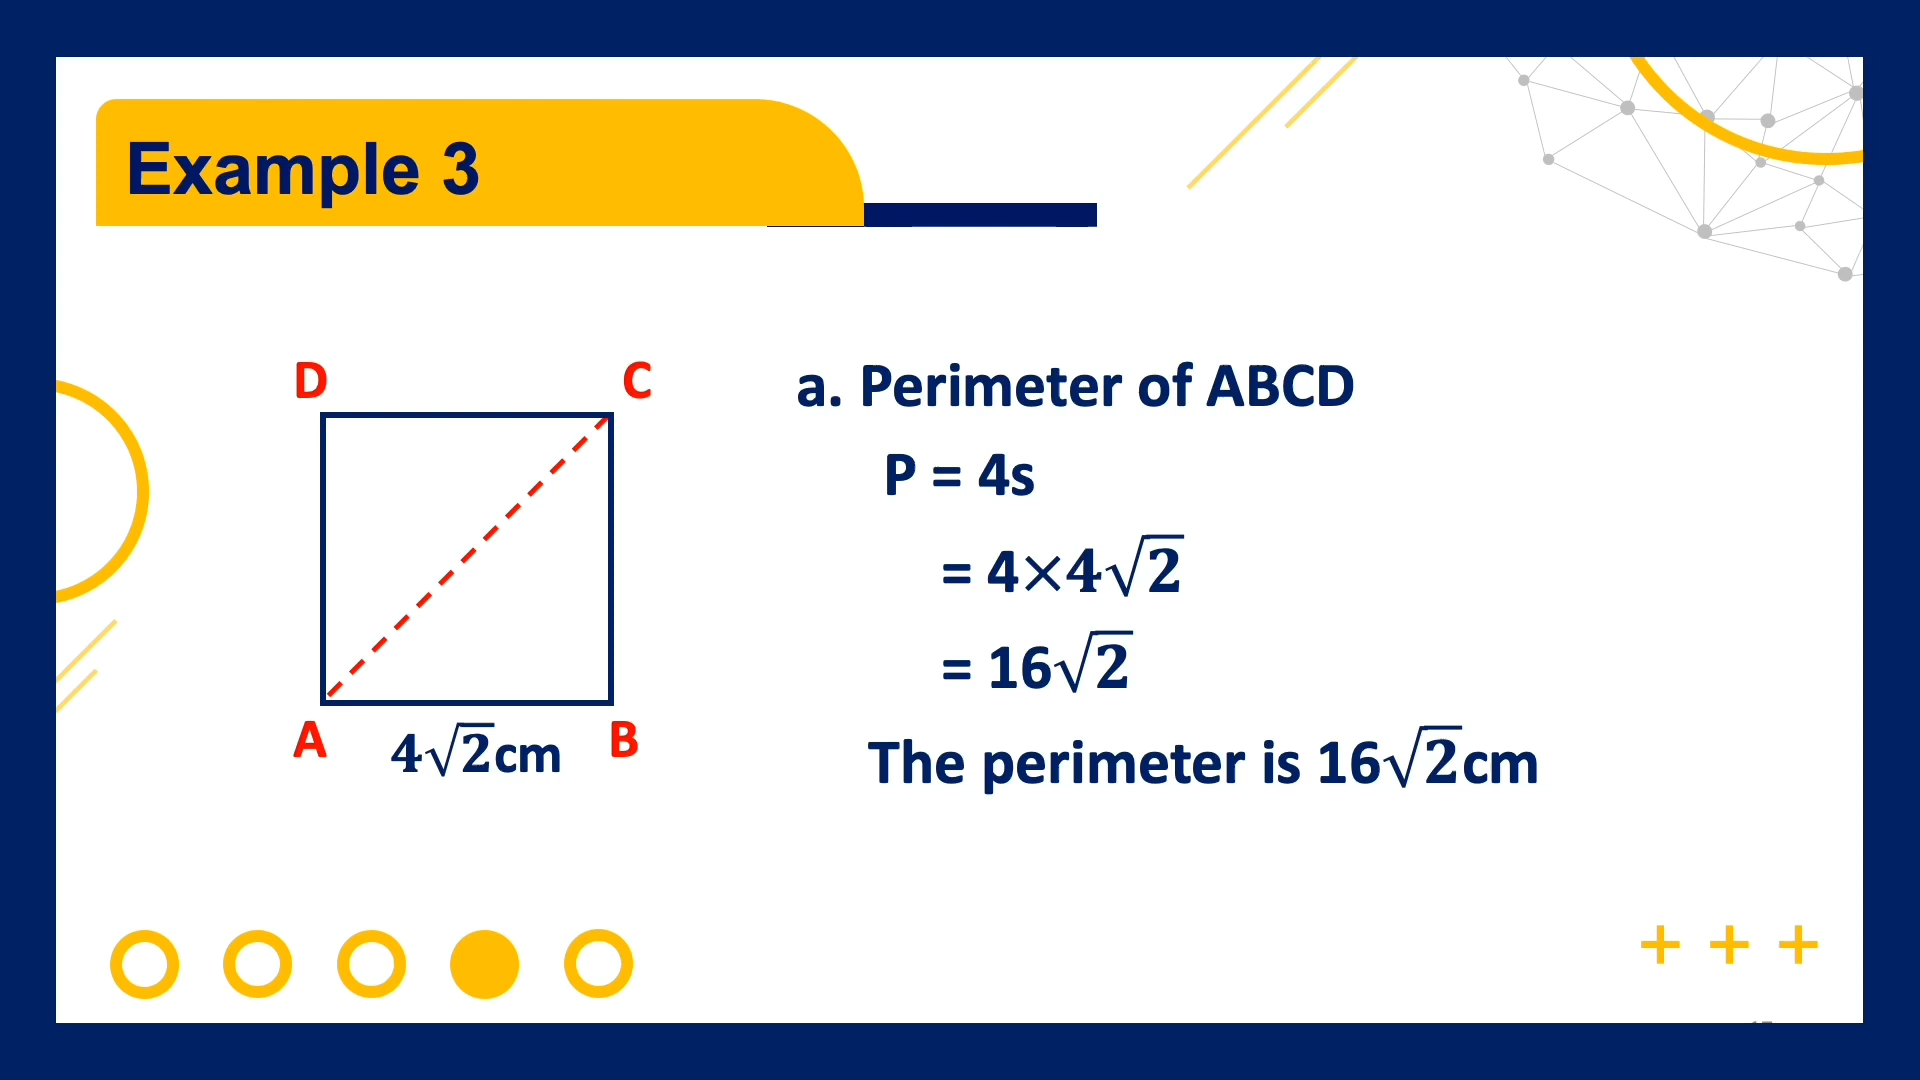 Example 3
D C
A B
4√2cm
a. Perimeter of ABCD
P = 4s
= 4×4√2
= 16√2
The perimeter is 16√2cm